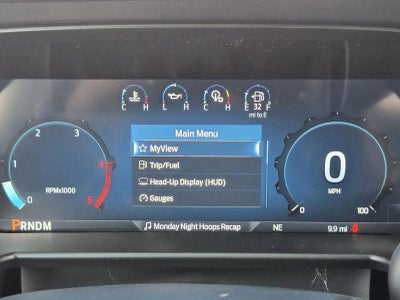 C H L H C H E 32 F
mi to E
Main Menu
MyView
Trip/Fuel
Head-Up Display (HUD)
Gauges
0 1 2 3 4 5
RPMx1000
0
MPH
0 100
PRNDM
Monday Night Hoops Recap
NE
9.9 mi